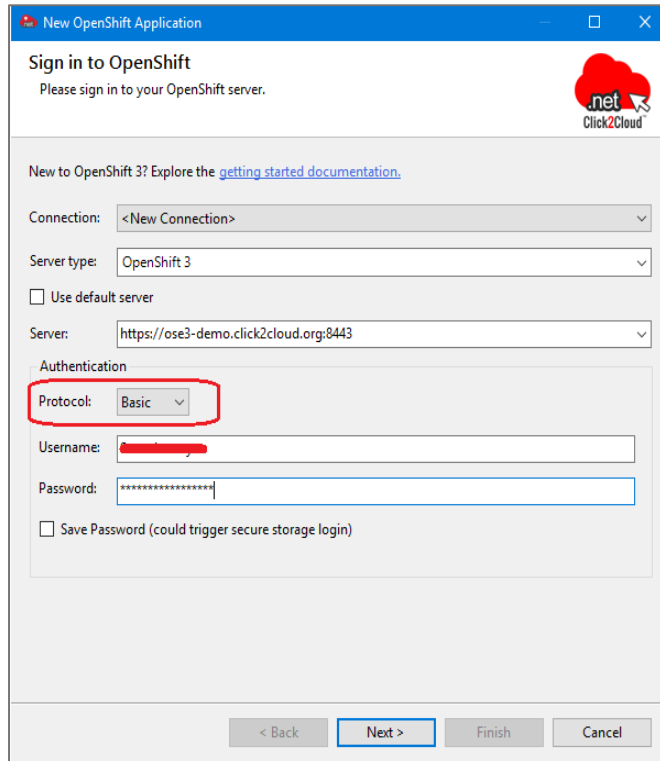 .net New OpenShift Application
Sign in to OpenShift
Please sign in to your OpenShift server.
.net
Click2Cloud™
New to OpenShift 3? Explore the getting started documentation.
Connection: <New Connection>
Server type: OpenShift 3
Use default server
Server: https://ose3-demo.click2cloud.org:8443
Authentication
Protocol: Basic
Username:
Password: *****************
Save Password (could trigger secure storage login)
< Back Next > Finish Cancel